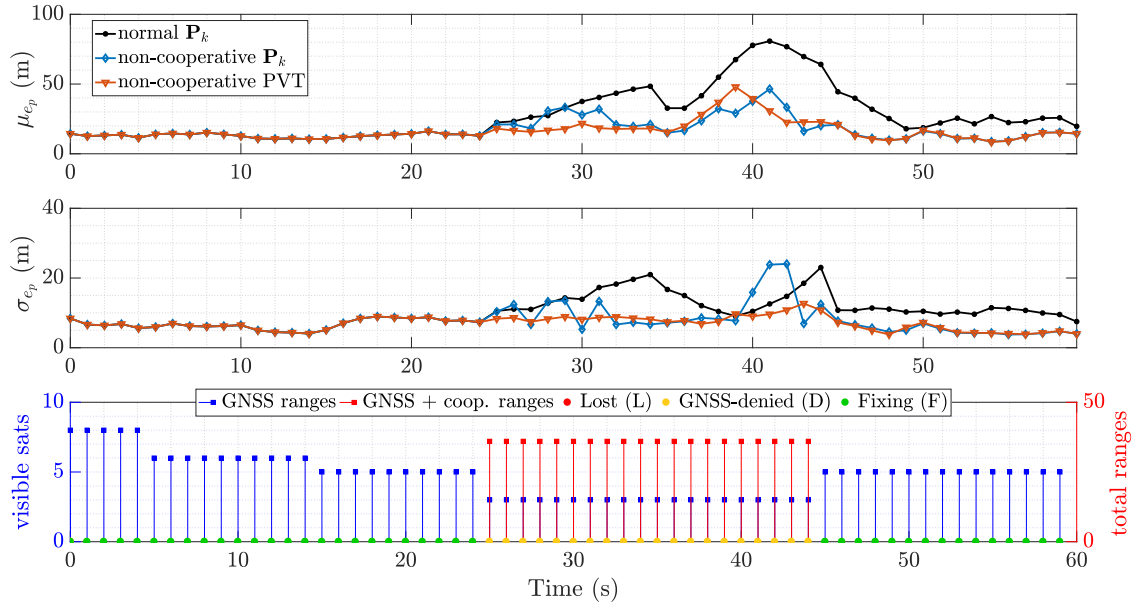 100
50
0
μ_{e_p} (m)
normal P_k
non-cooperative P_k
non-cooperative PVT
0 10 20 30 40 50
40
20
0
σ_{e_p} (m)
0 10 20 30 40 50
GNSS ranges GNSS + coop. ranges Lost (L) GNSS-denied (D) Fixing (F)
10
5
0
visible sats
50
0
total ranges
0 10 20 30 40 50 60
Time (s)